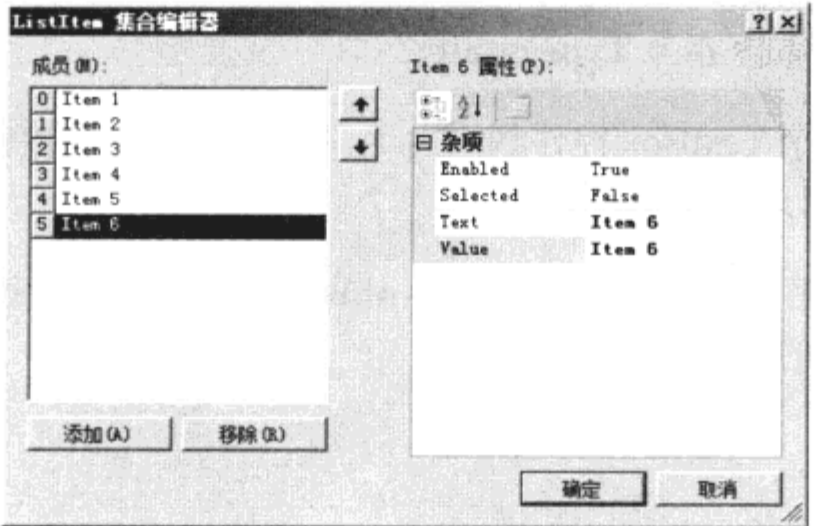 ListItem 集合编辑器
成员(M):
0 Item 1
1 Item 2
2 Item 3
3 Item 4
4 Item 5
5 Item 6
添加(A) 移除(R)
Item 6 属性(P):
杂项
Enabled True
Selected False
Text Item 6
Value Item 6
确定 取消